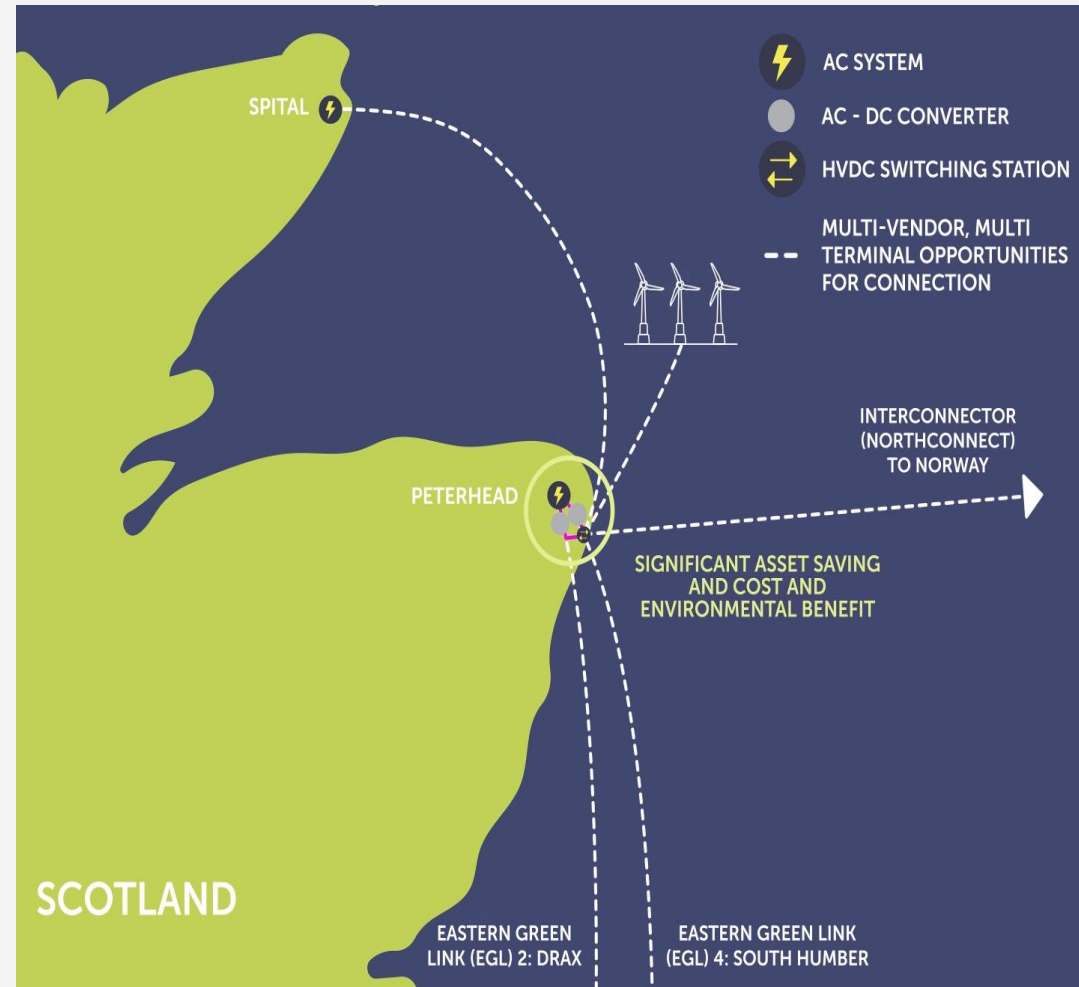 SPITAL
AC SYSTEM
AC - DC CONVERTER
HVDC SWITCHING STATION
MULTI-VENDOR, MULTI
TERMINAL OPPORTUNITIES
FOR CONNECTION
INTERCONNECTOR
(NORTHCONNECT)
TO NORWAY
PETERHEAD
SIGNIFICANT ASSET SAVING
AND COST AND
ENVIRONMENTAL BENEFIT
SCOTLAND
EASTERN GREEN
LINK (EGL) 2: DRAX
EASTERN GREEN LINK
(EGL) 4: SOUTH HUMBER